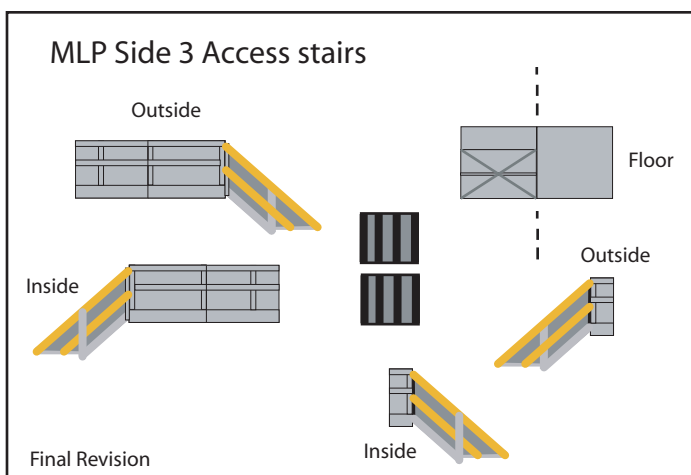 MLP Side 3 Access stairs
Outside
Floor
Outside
Inside
Inside
Final Revision